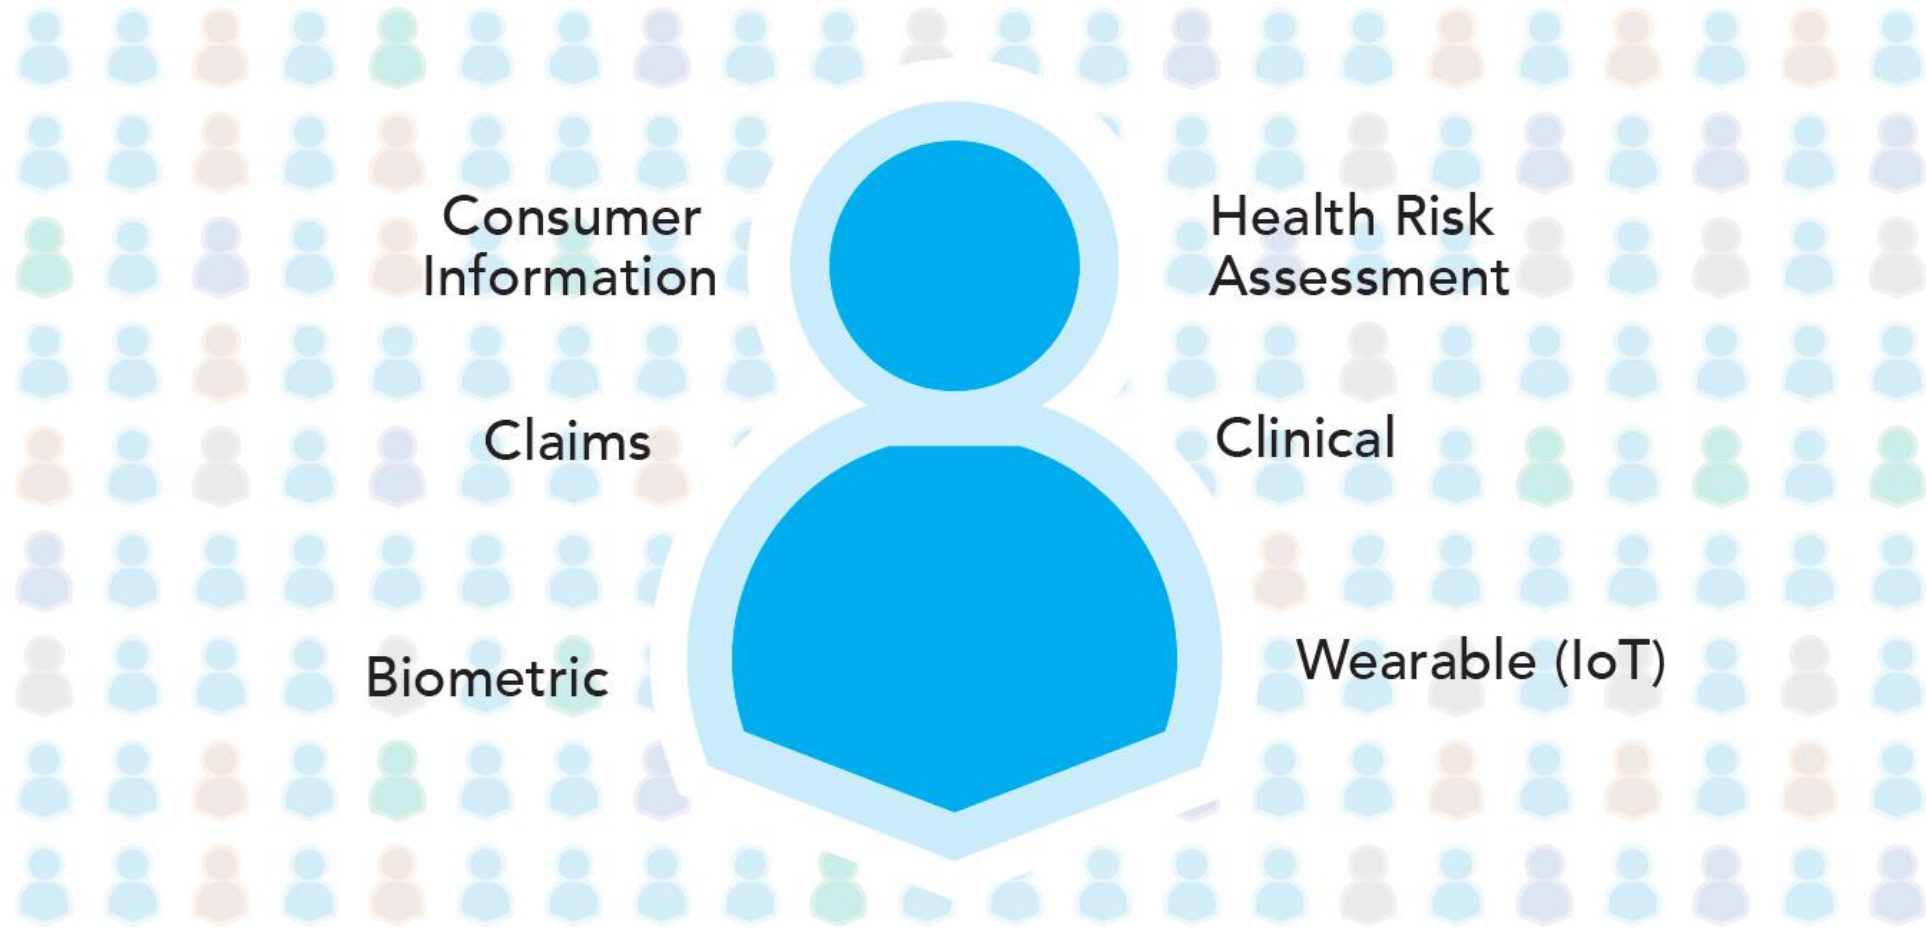 Consumer
Information
Health Risk
Assessment
Claims
Clinical
Biometric
Wearable (IoT)